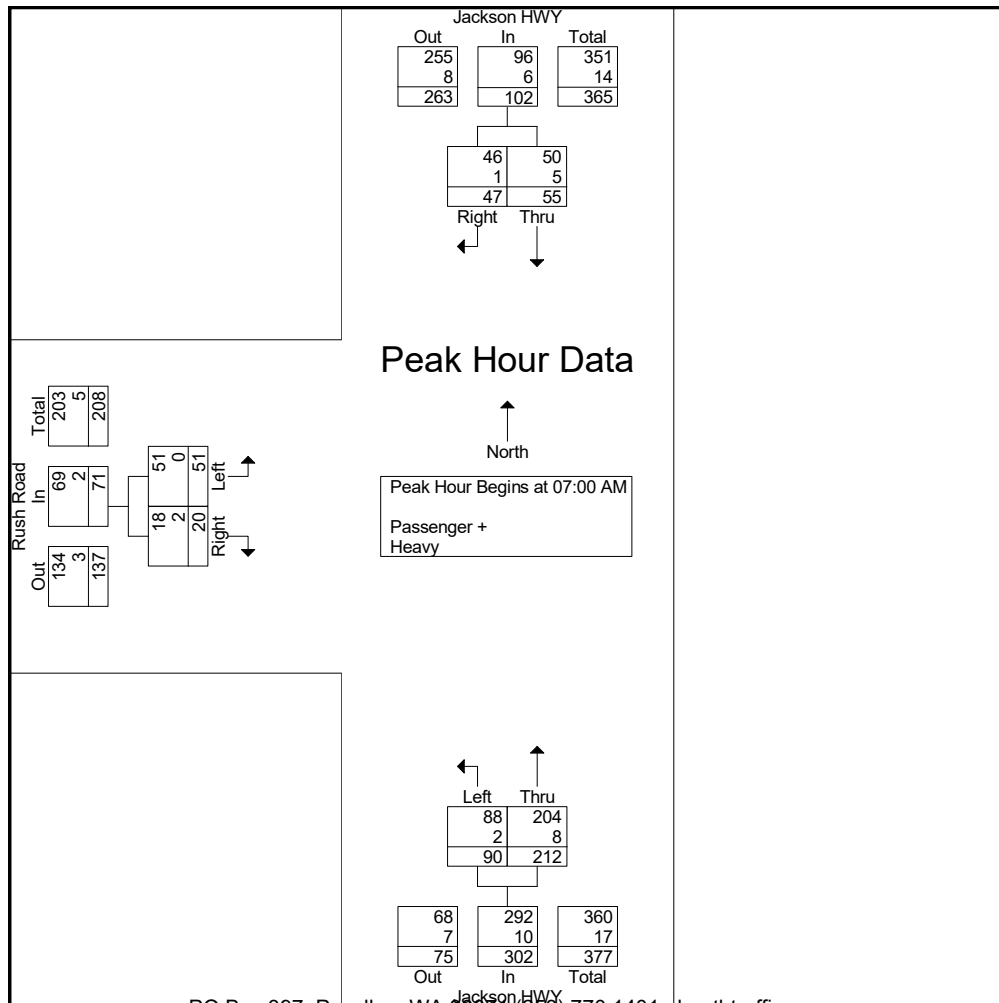 Jackson HWY
Out In Total
255 96 351
8 6 14
263 102 365
46 50
1 5
47 55
Right Thru
Peak Hour Data
North
Peak Hour Begins at 07:00 AM
Passenger +
Heavy
Rush Road
Total
203
5
208
In
69
2
71
Out
134
3
137
Left
51
0
51
Right
18
2
20
Left Thru
88 204
2 8
90 212
68 292 360
7 10 17
75 302 377
Out In Total
Jackson HWY